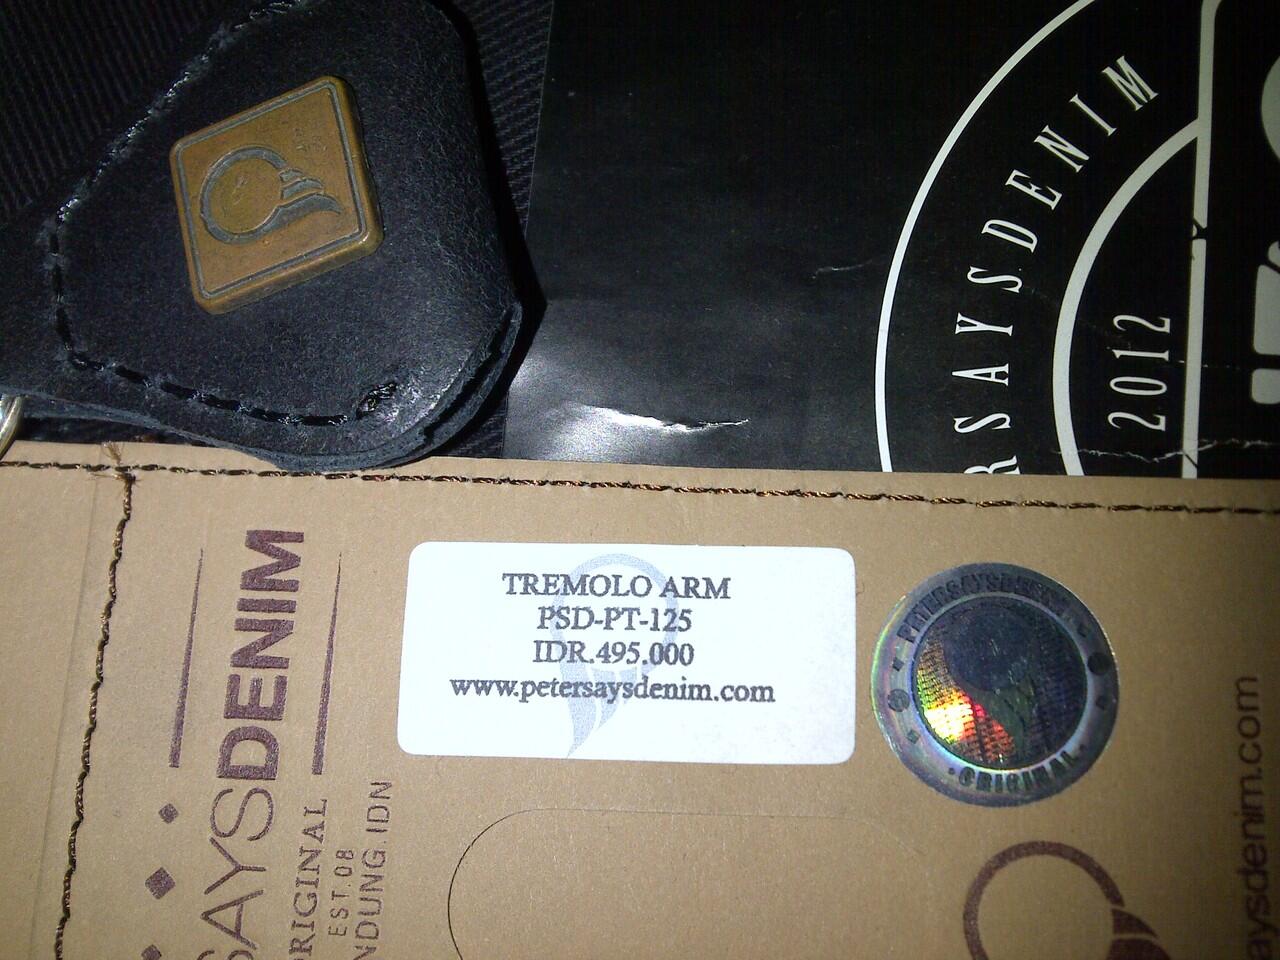 RSAYSDENIM
2012
TREMOLO ARM
PSD-PT-125
IDR.495.000
www.petersaysdenim.com
PETERSAYSDENIM.C
ORIGINAL
SAYSDENIM
ORIGINAL
EST.08
NDUNG.IDN
aysdenim.com